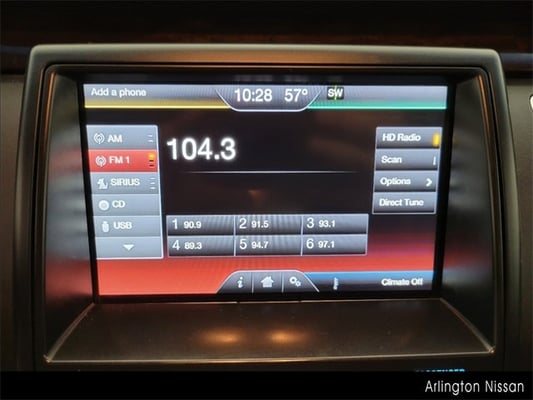 Add a phone 10:28 57° SW
AM
FM 1
SIRIUS
CD
USB
104.3
HD Radio
Scan
Options
Direct Tune
1 90.9 2 91.5 3 93.1
4 89.3 5 94.7 6 97.1
i
Climate Off
PASSENGER
Arlington Nissan